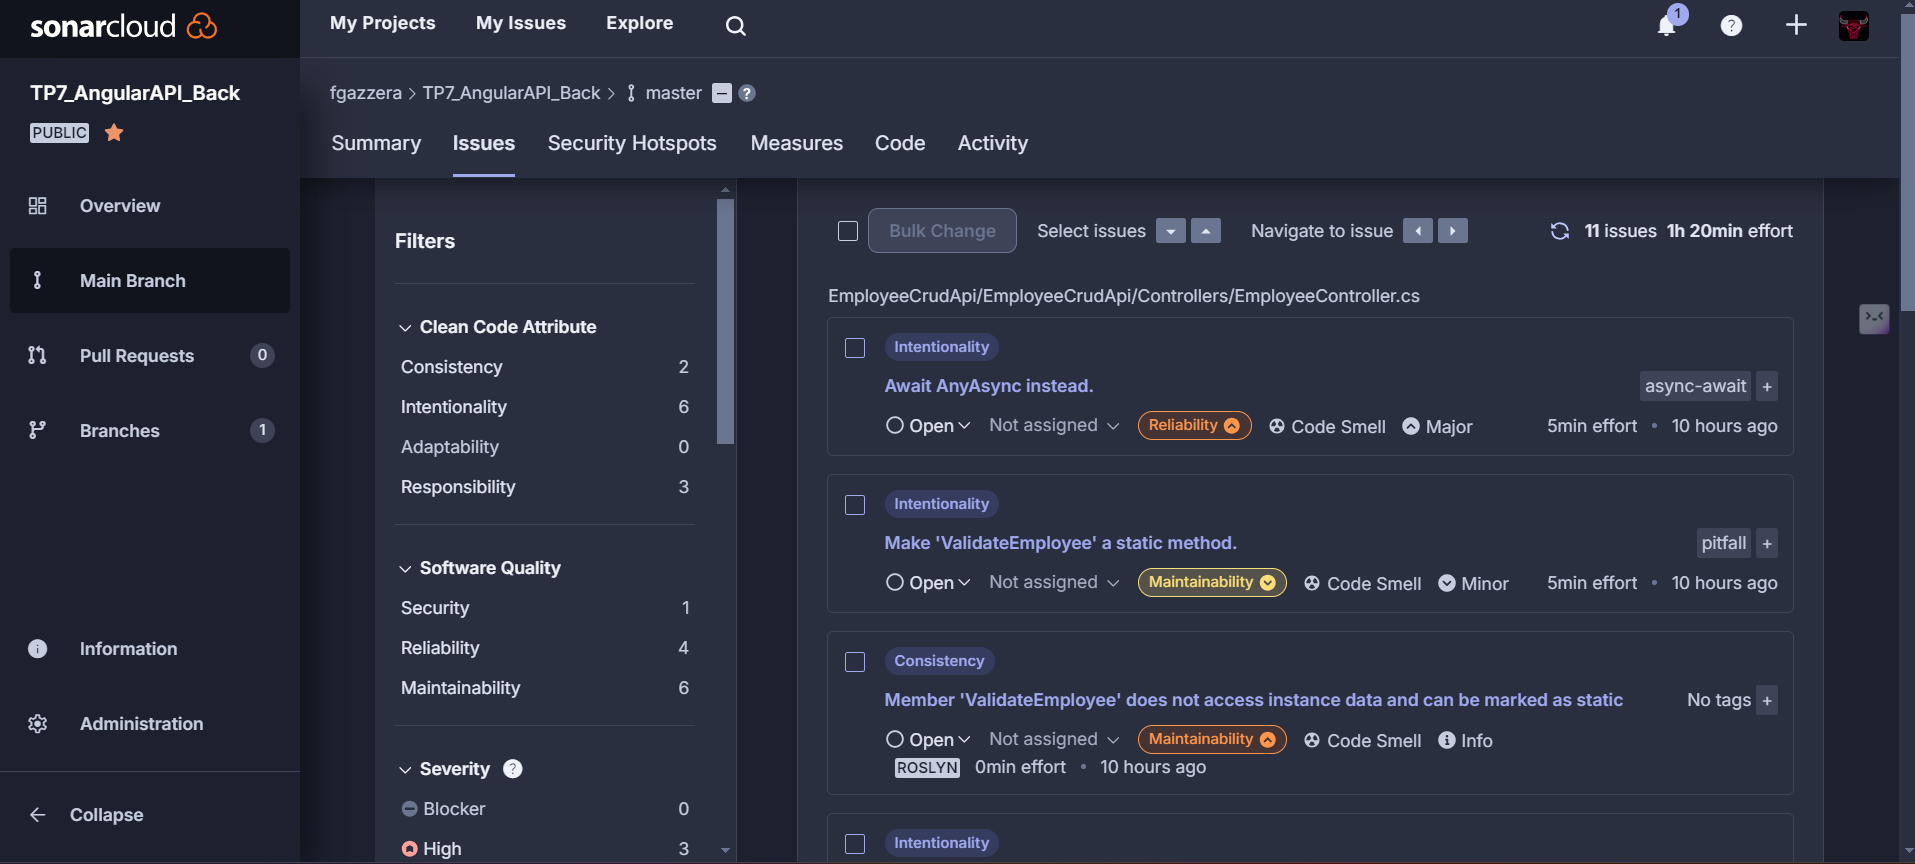 sonarcloud
My Projects My Issues Explore
1
?
TP7_AngularAPI_Back
PUBLIC
Overview
Main Branch
Pull Requests 0
Branches 1
Information
Administration
Collapse
fgazzera > TP7_AngularAPI_Back > master ?
Summary Issues Security Hotspots Measures Code Activity
Filters
Clean Code Attribute
Consistency 2
Intentionality 6
Adaptability 0
Responsibility 3
Software Quality
Security 1
Reliability 4
Maintainability 6
Severity ?
Blocker 0
High 3
Bulk Change Select issues Navigate to issue 11 issues 1h 20min effort
EmployeeCrudApi/EmployeeCrudApi/Controllers/EmployeeController.cs
Intentionality
Await AnyAsync instead. async-await +
Open Not assigned Reliability Code Smell Major 5min effort • 10 hours ago
Intentionality
Make 'ValidateEmployee' a static method. pitfall +
Open Not assigned Maintainability Code Smell Minor 5min effort • 10 hours ago
Consistency
Member 'ValidateEmployee' does not access instance data and can be marked as static No tags +
Open Not assigned Maintainability Code Smell Info
ROSLYN 0min effort • 10 hours ago
Intentionality